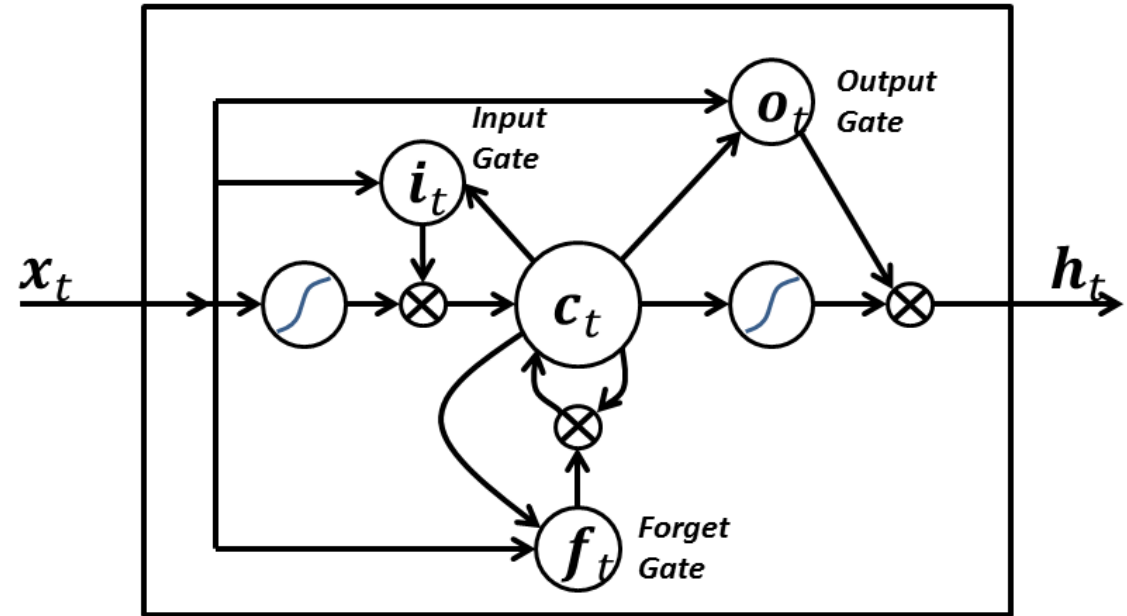 Output
Gate
o_t
Input
Gate
i_t
x_t
c_t
h_t
Forget
Gate
f_t